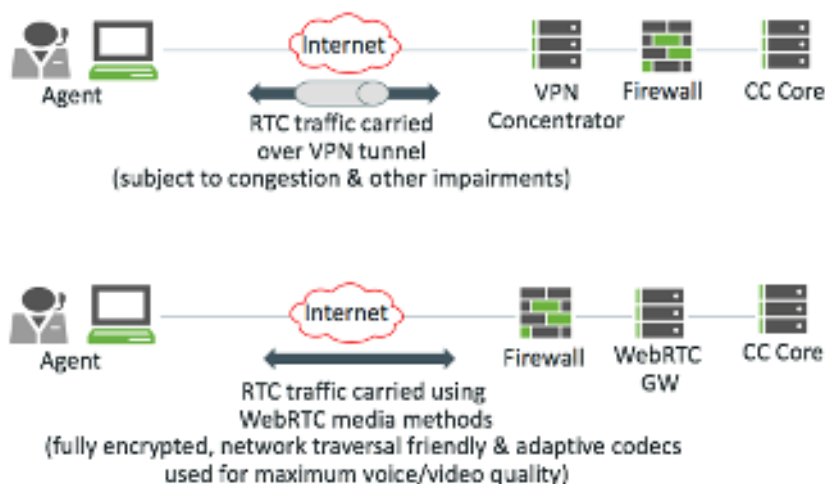 Internet
Agent
VPN
Concentrator
Firewall
CC Core
RTC traffic carried
over VPN tunnel
(subject to congestion & other impairments)
Internet
Agent
Firewall
WebRTC
GW
CC Core
RTC traffic carried using
WebRTC media methods
(fully encrypted, network traversal friendly & adaptive codecs
used for maximum voice/video quality)